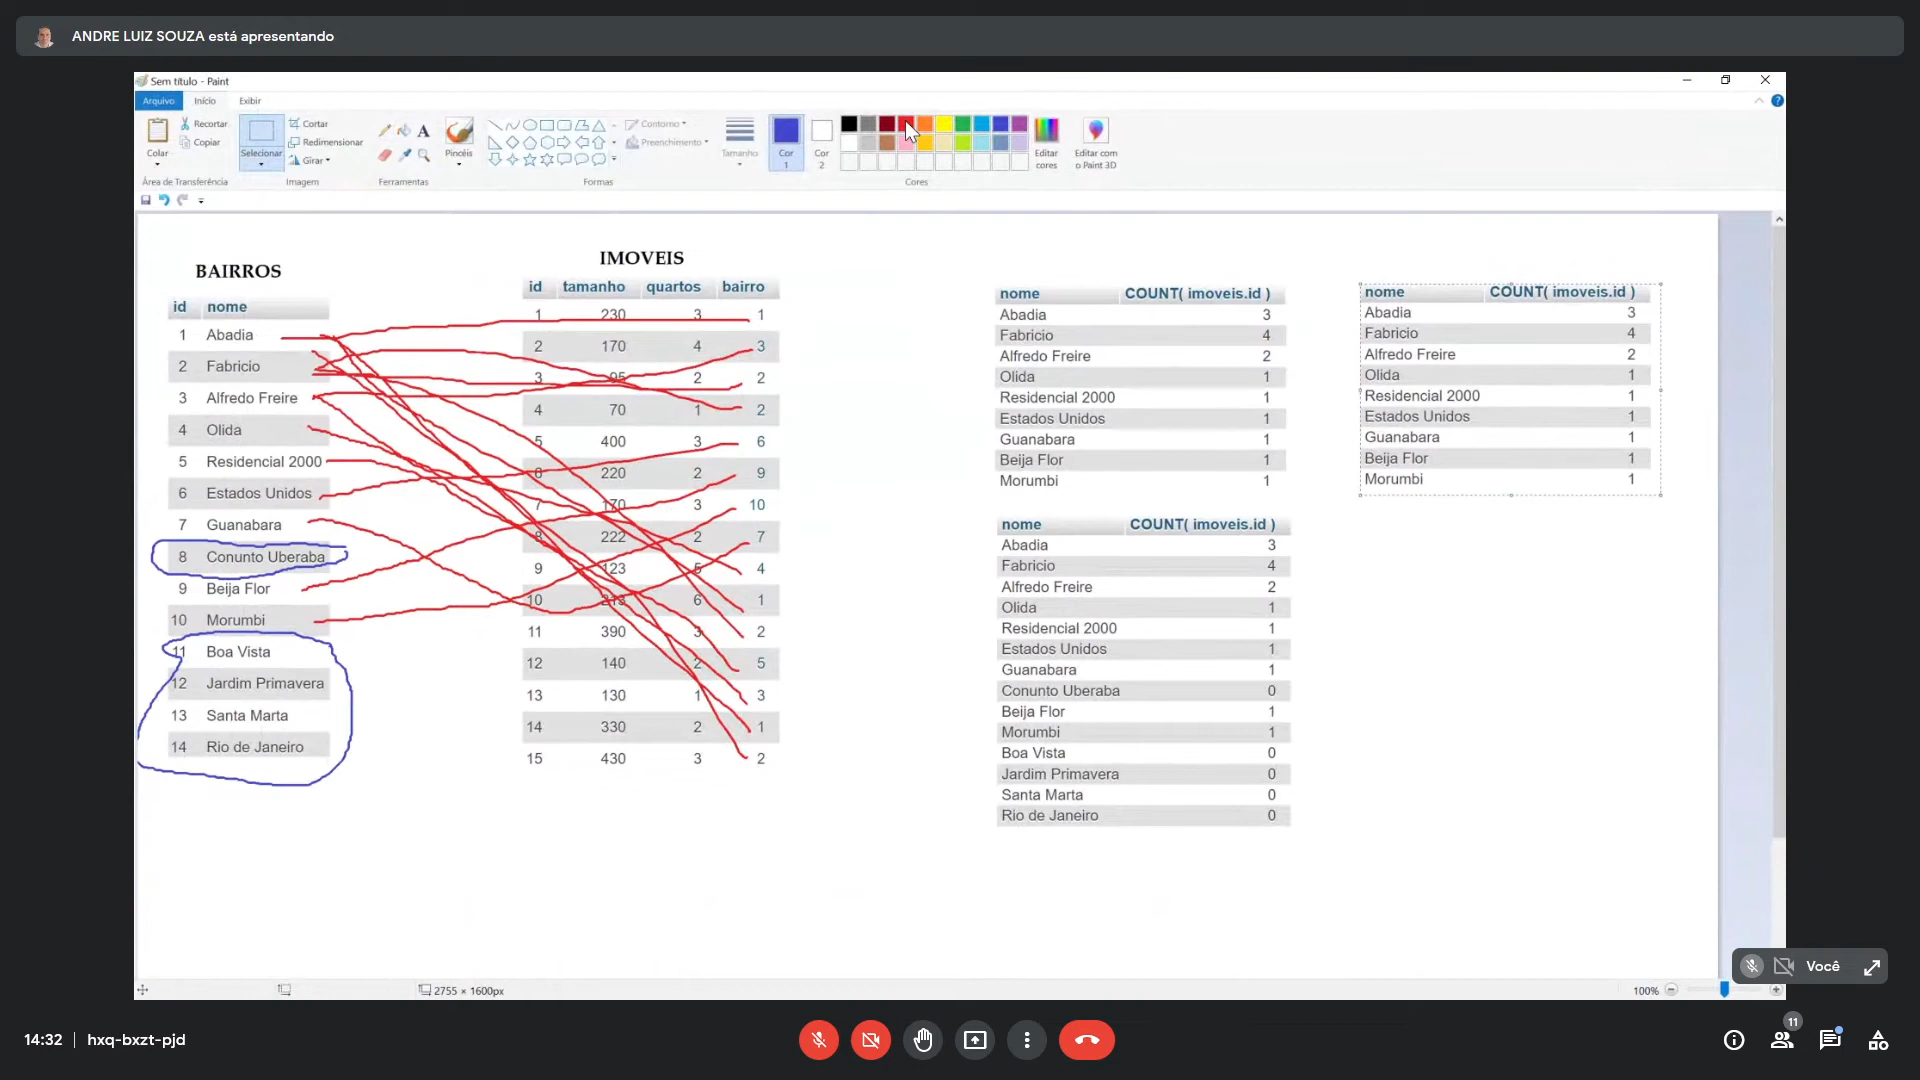 ANDRE LUIZ SOUZA está apresentando
Sem título - Paint
Arquivo Início Exibir
Colar
Recortar
Copiar
Área de Transferência
Selecionar
Cortar
Redimensionar
Girar
Imagem
Ferramentas
Pincéis
Contorno
Preenchimento
Formas
Tamanho
Cor 1
Cor 2
Cores
Editar cores
Editar com o Paint 3D
BAIRROS
id nome
1 Abadia
2 Fabricio
3 Alfredo Freire
4 Olida
5 Residencial 2000
6 Estados Unidos
7 Guanabara
8 Conunto Uberaba
9 Beija Flor
10 Morumbi
11 Boa Vista
12 Jardim Primavera
13 Santa Marta
14 Rio de Janeiro
IMOVEIS
id tamanho quartos bairro
1 230 3 1
2 170 4 3
3 95 2 2
4 70 1 2
5 400 3 6
6 220 2 9
7 170 3 10
8 222 2 7
9 123 5 4
10 213 6 1
11 390 3 2
12 140 2 5
13 130 1 3
14 330 2 1
15 430 3 2
nome COUNT( imoveis.id )
Abadia 3
Fabricio 4
Alfredo Freire 2
Olida 1
Residencial 2000 1
Estados Unidos 1
Guanabara 1
Beija Flor 1
Morumbi 1
nome COUNT( imoveis.id )
Abadia 3
Fabricio 4
Alfredo Freire 2
Olida 1
Residencial 2000 1
Estados Unidos 1
Guanabara 1
Beija Flor 1
Morumbi 1
nome COUNT( imoveis.id )
Abadia 3
Fabricio 4
Alfredo Freire 2
Olida 1
Residencial 2000 1
Estados Unidos 1
Guanabara 1
Conunto Uberaba 0
Beija Flor 1
Morumbi 1
Boa Vista 0
Jardim Primavera 0
Santa Marta 0
Rio de Janeiro 0
Você
2755 × 1600px
100%
14:32 hxq-bxzt-pjd
11